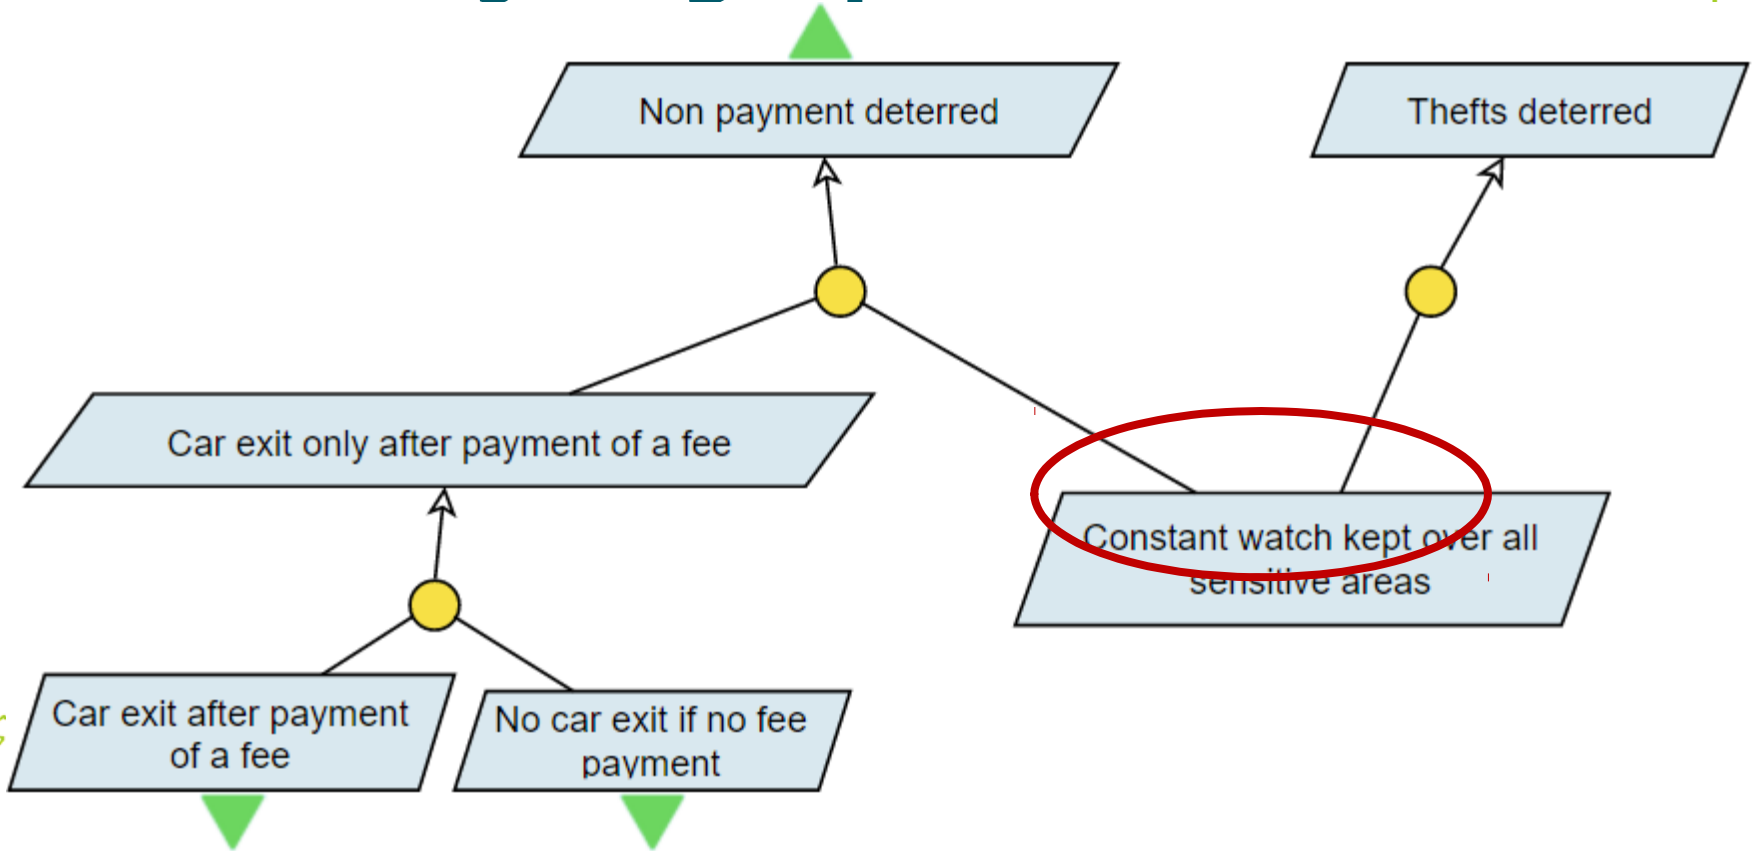 Non payment deterred
Thefts deterred
Car exit only after payment of a fee
Constant watch kept over all
sensitive areas
Car exit after payment
of a fee
No car exit if no fee
payment